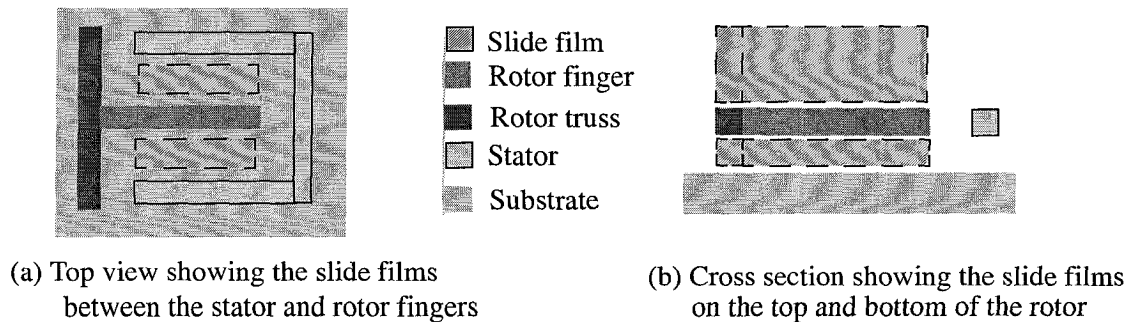 Slide film
Rotor finger
Rotor truss
Stator
Substrate
(a) Top view showing the slide films
between the stator and rotor fingers
(b) Cross section showing the slide films
on the top and bottom of the rotor